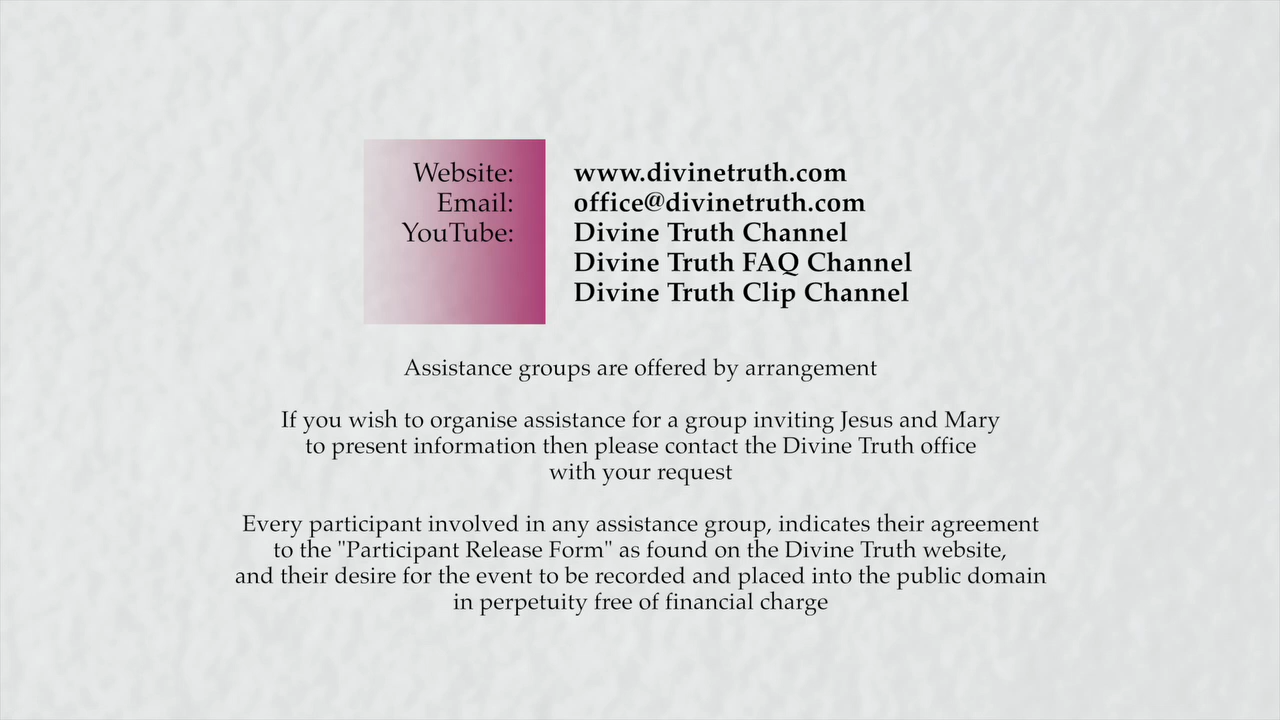 Website: www.divinetruth.com
Email: office@divinetruth.com
YouTube: Divine Truth Channel
Divine Truth FAQ Channel
Divine Truth Clip Channel
Assistance groups are offered by arrangement
If you wish to organise assistance for a group inviting Jesus and Mary
to present information then please contact the Divine Truth office
with your request
Every participant involved in any assistance group, indicates their agreement
to the "Participant Release Form" as found on the Divine Truth website,
and their desire for the event to be recorded and placed into the public domain
in perpetuity free of financial charge